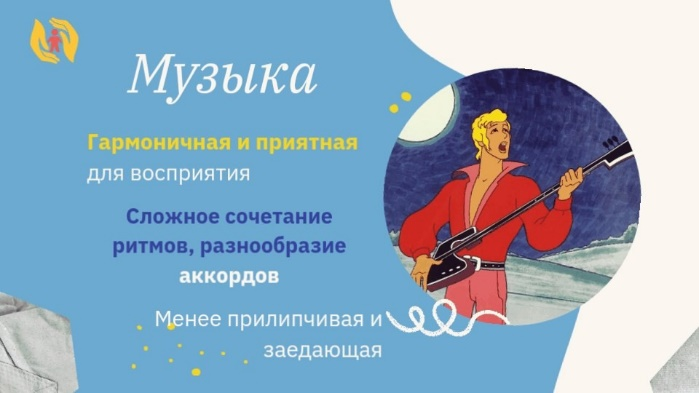 Музыка
Гармоничная и приятная
для восприятия
Сложное сочетание
ритмов, разнообразие
аккордов
Менее прилипчивая и
заедающая